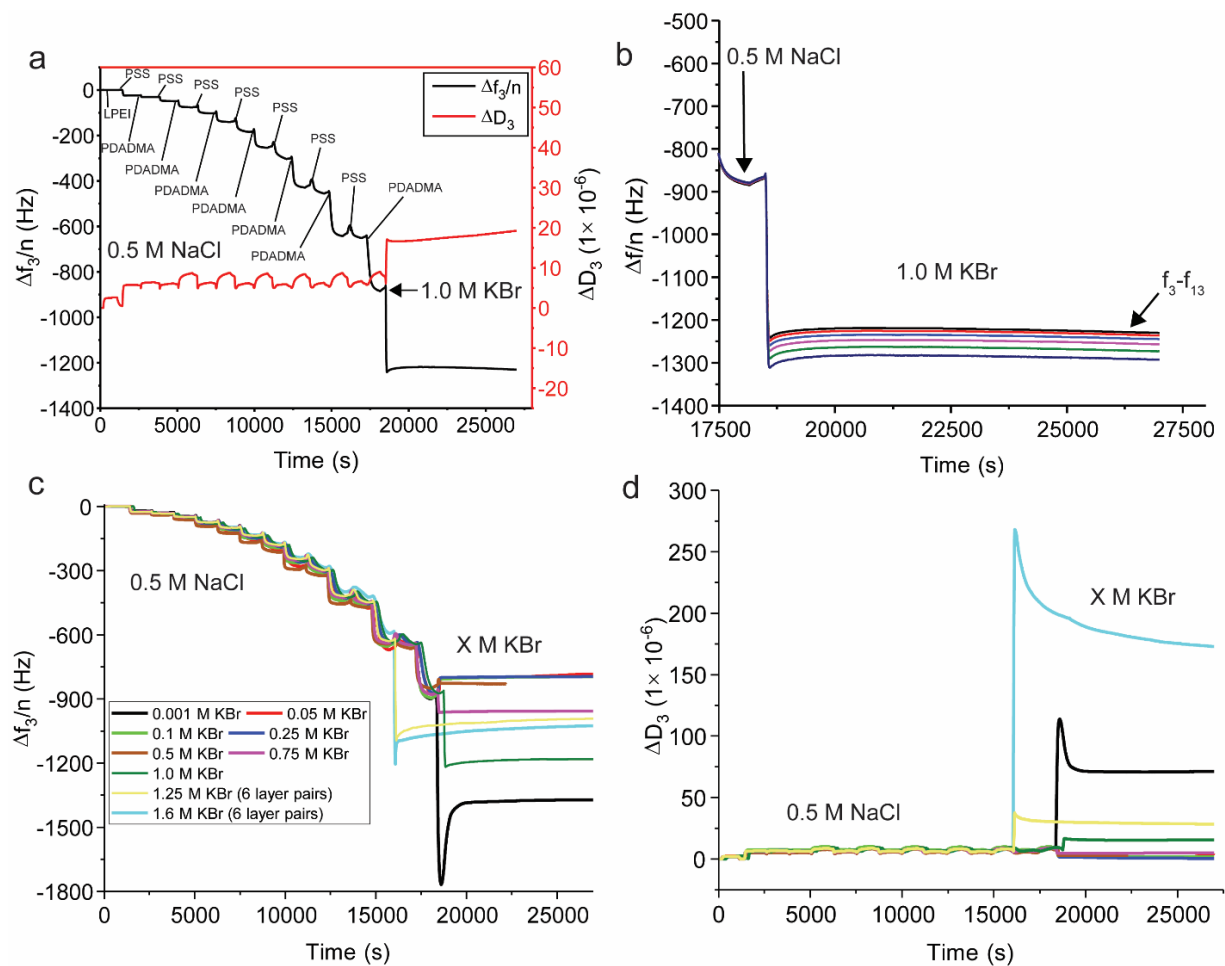 a
0
-200
-400
-600
-800
-1000
-1200
-1400
Δf3/n (Hz)
0
5000
10000
15000
20000
25000
Time (s)
60
50
40
30
20
10
0
-10
-20
ΔD3 (1× 10-6)
Δf3/n
ΔD3
LPEI
PSS
PSS
PSS
PSS
PSS
PSS
PSS
PDADMA
PDADMA
PDADMA
PDADMA
PDADMA
PDADMA
PDADMA
0.5 M NaCl
1.0 M KBr
b
-500
-600
-700
-800
-900
-1000
-1100
-1200
-1300
-1400
Δf/n (Hz)
17500
20000
22500
25000
27500
Time (s)
0.5 M NaCl
1.0 M KBr
f3-f13
c
0
-300
-600
-900
-1200
-1500
-1800
Δf3/n (Hz)
0
5000
10000
15000
20000
25000
Time (s)
0.5 M NaCl
X M KBr
0.001 M KBr
0.05 M KBr
0.1 M KBr
0.25 M KBr
0.5 M KBr
0.75 M KBr
1.0 M KBr
1.25 M KBr (6 layer pairs)
1.6 M KBr (6 layer pairs)
d
300
250
200
150
100
50
0
ΔD3 (1× 10-6)
0
5000
10000
15000
20000
25000
Time (s)
0.5 M NaCl
X M KBr